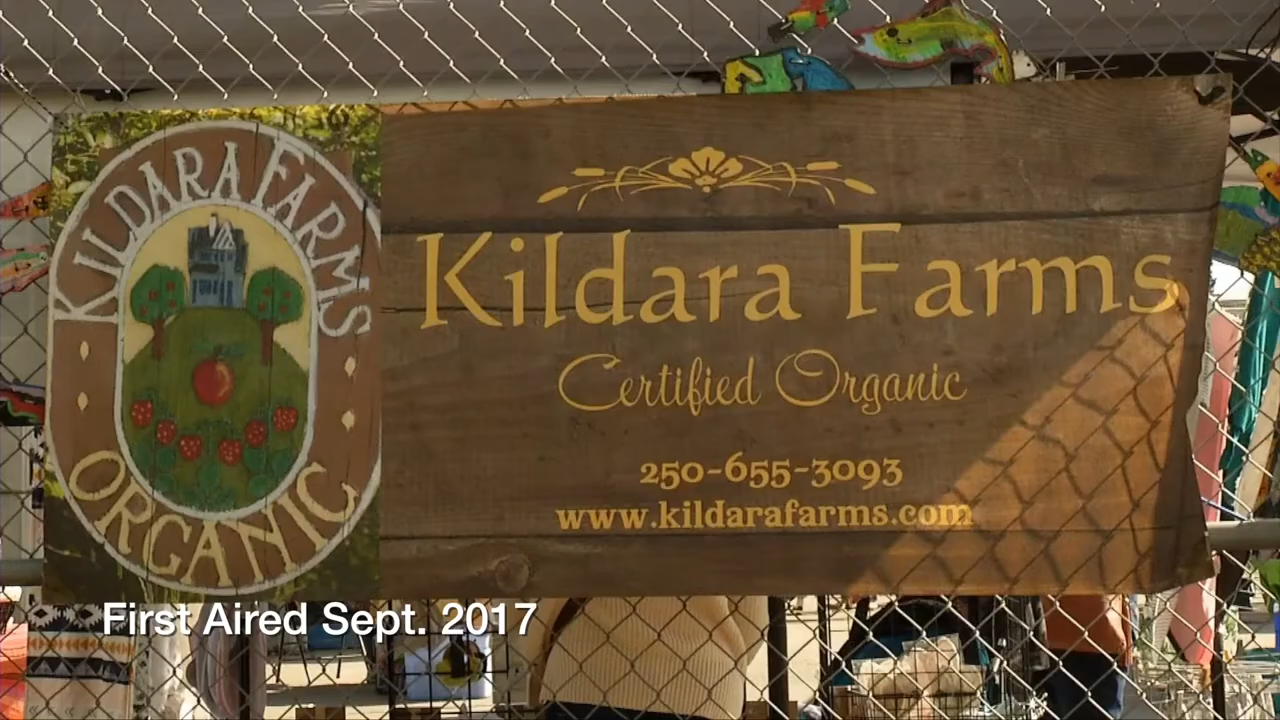 KILDARA FARMS
ORGANIC
Kildara Farms
Certified Organic
250-655-3093
www.kildarafarms.com
First Aired Sept. 2017